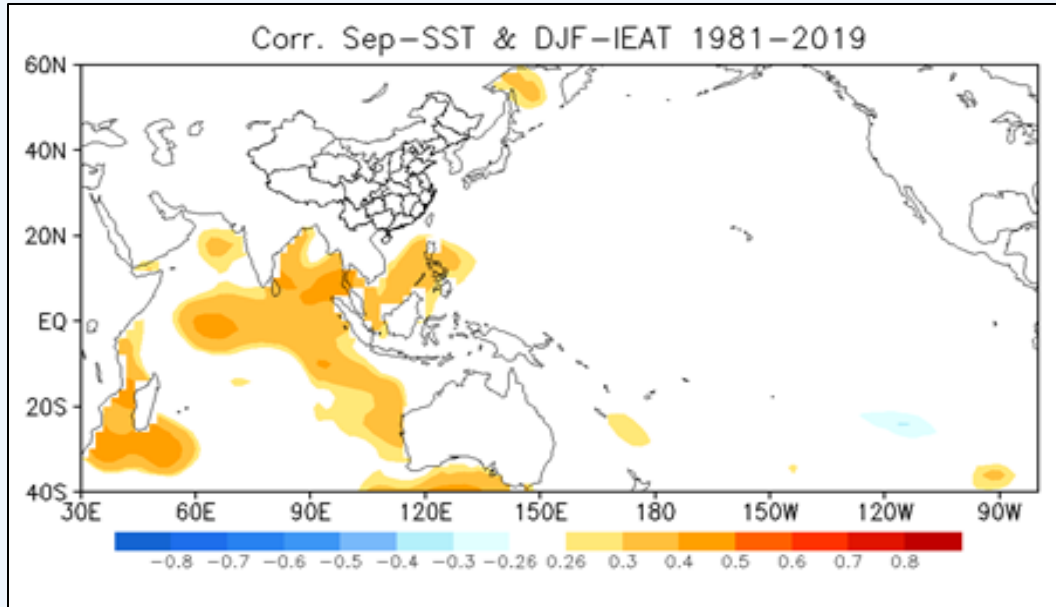 Corr. Sep-SST & DJF-IEAT 1981-2019
60N
40N
20N
EQ
20S
40S
30E 60E 90E 120E 150E 180 150W 120W 90W
-0.8 -0.7 -0.6 -0.5 -0.4 -0.3 -0.26 0.26 0.3 0.4 0.5 0.6 0.7 0.8